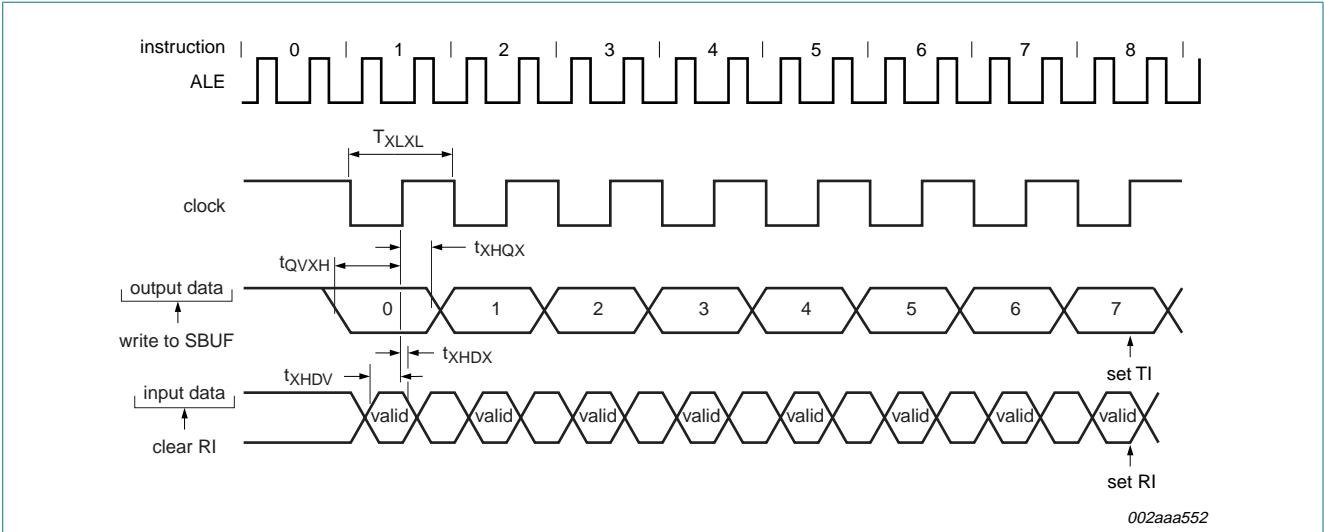 instruction 0 1 2 3 4 5 6 7 8
ALE
TXLXL
clock
tXHQX
tQVXH
output data 0 1 2 3 4 5 6 7
write to SBUF
tXHDX
set TI
tXHDV
input data valid valid valid valid valid valid valid valid
clear RI
set RI
002aaa552